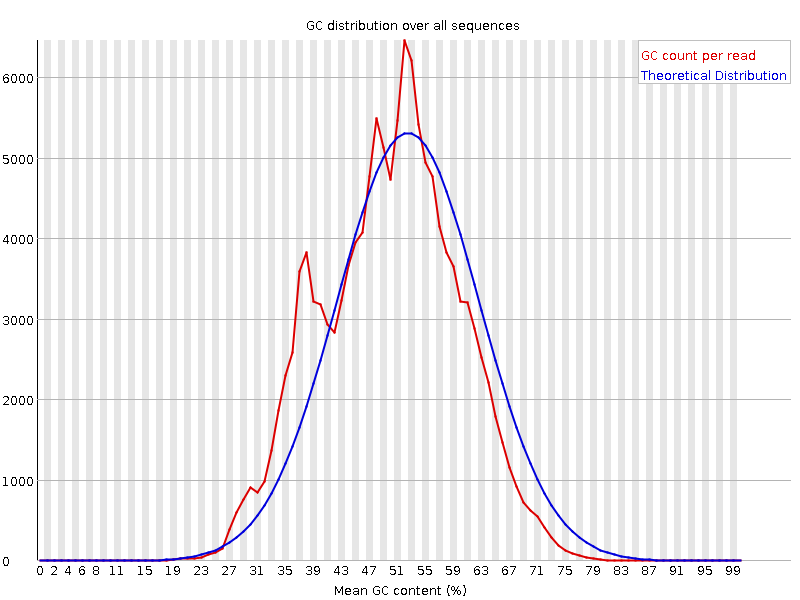 GC distribution over all sequences
GC count per read
Theoretical Distribution
6000
5000
4000
3000
2000
1000
0
0 2 4 6 8 11 15 19 23 27 31 35 39 43 47 51 55 59 63 67 71 75 79 83 87 91 95 99
Mean GC content (%)